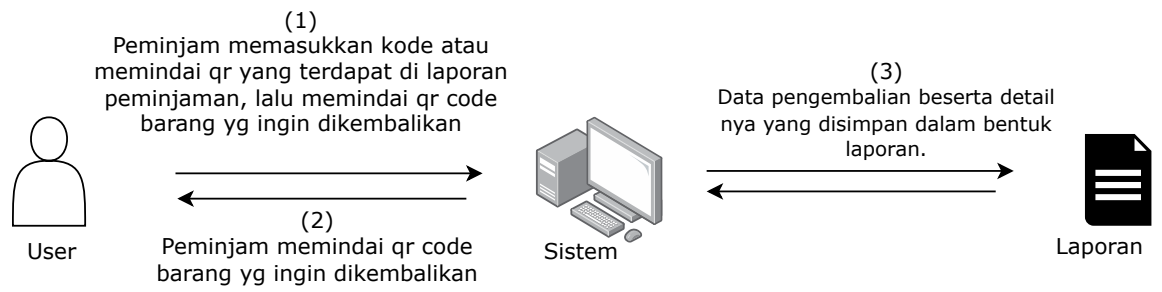 (1)
Peminjam memasukkan kode atau
memindai qr yang terdapat di laporan
peminjaman, lalu memindai qr code
barang yg ingin dikembalikan
(3)
Data pengembalian beserta detail
nya yang disimpan dalam bentuk
laporan.
(2)
Peminjam memindai qr code
barang yg ingin dikembalikan
User
Sistem
Laporan